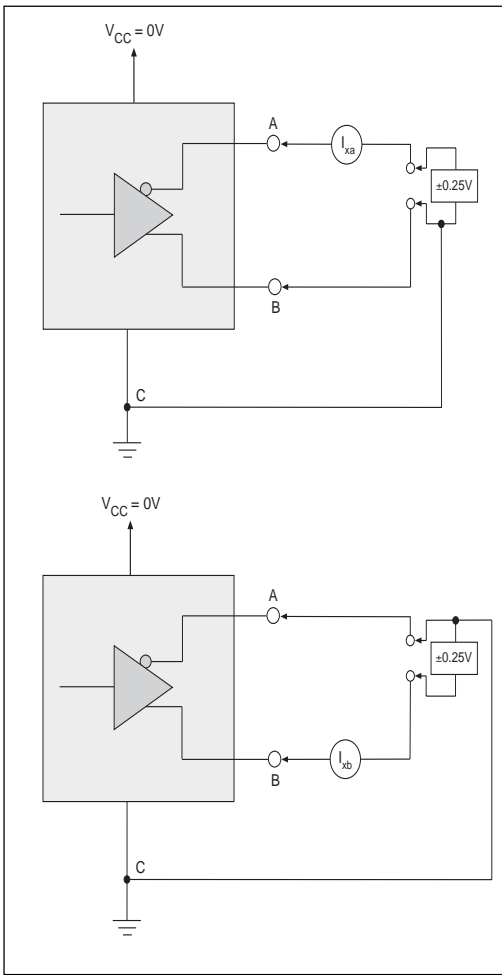 V_CC = 0V
A
I_xa
±0.25V
B
C
V_CC = 0V
A
±0.25V
B
I_xb
C